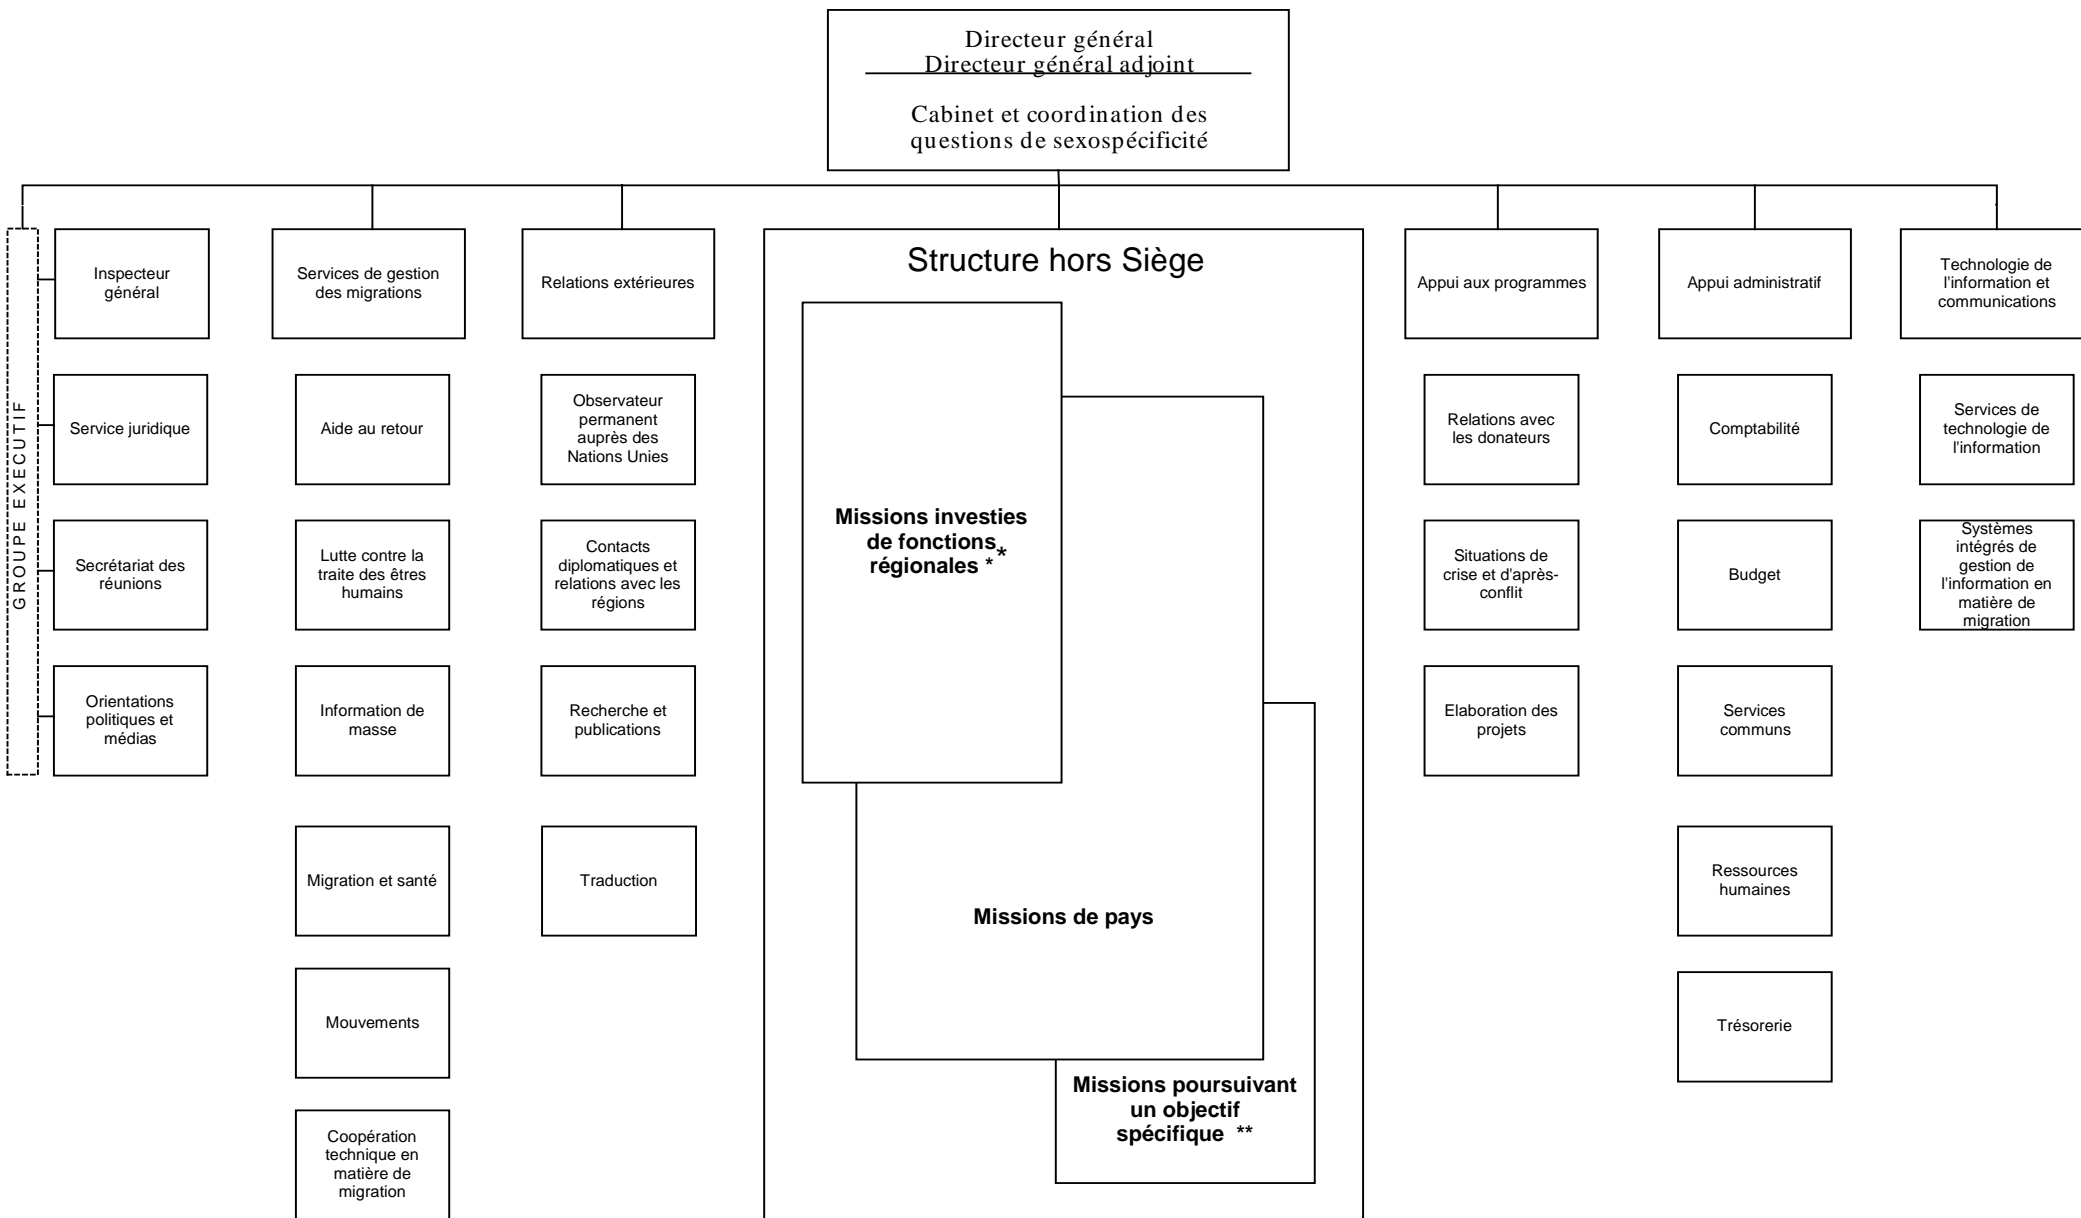 Directeur général
Directeur général adjoint
Cabinet et coordination des
questions de sexospécificité
GROUPE EXECUTIF
Inspecteur
général
Service juridique
Secrétariat des
réunions
Orientations
politiques et
médias
Services de gestion
des migrations
Aide au retour
Lutte contre la
traite des êtres
humains
Information de
masse
Migration et santé
Mouvements
Coopération
technique en
matière de
migration
Relations extérieures
Observateur
permanent
auprès des
Nations Unies
Contacts
diplomatiques et
relations avec les
régions
Recherche et
publications
Traduction
Structure hors Siège
Missions investies
de fonctions *
régionales *
Missions de pays
Missions poursuivant
un objectif
spécifique **
Appui aux programmes
Relations avec
les donateurs
Situations de
crise et d'après-
conflit
Elaboration des
projets
Appui administratif
Comptabilité
Budget
Services
communs
Ressources
humaines
Trésorerie
Technologie de
l'information et
communications
Services de
technologie de
l'information
Systèmes
intégrés de
gestion de
l'information en
matière de
migration